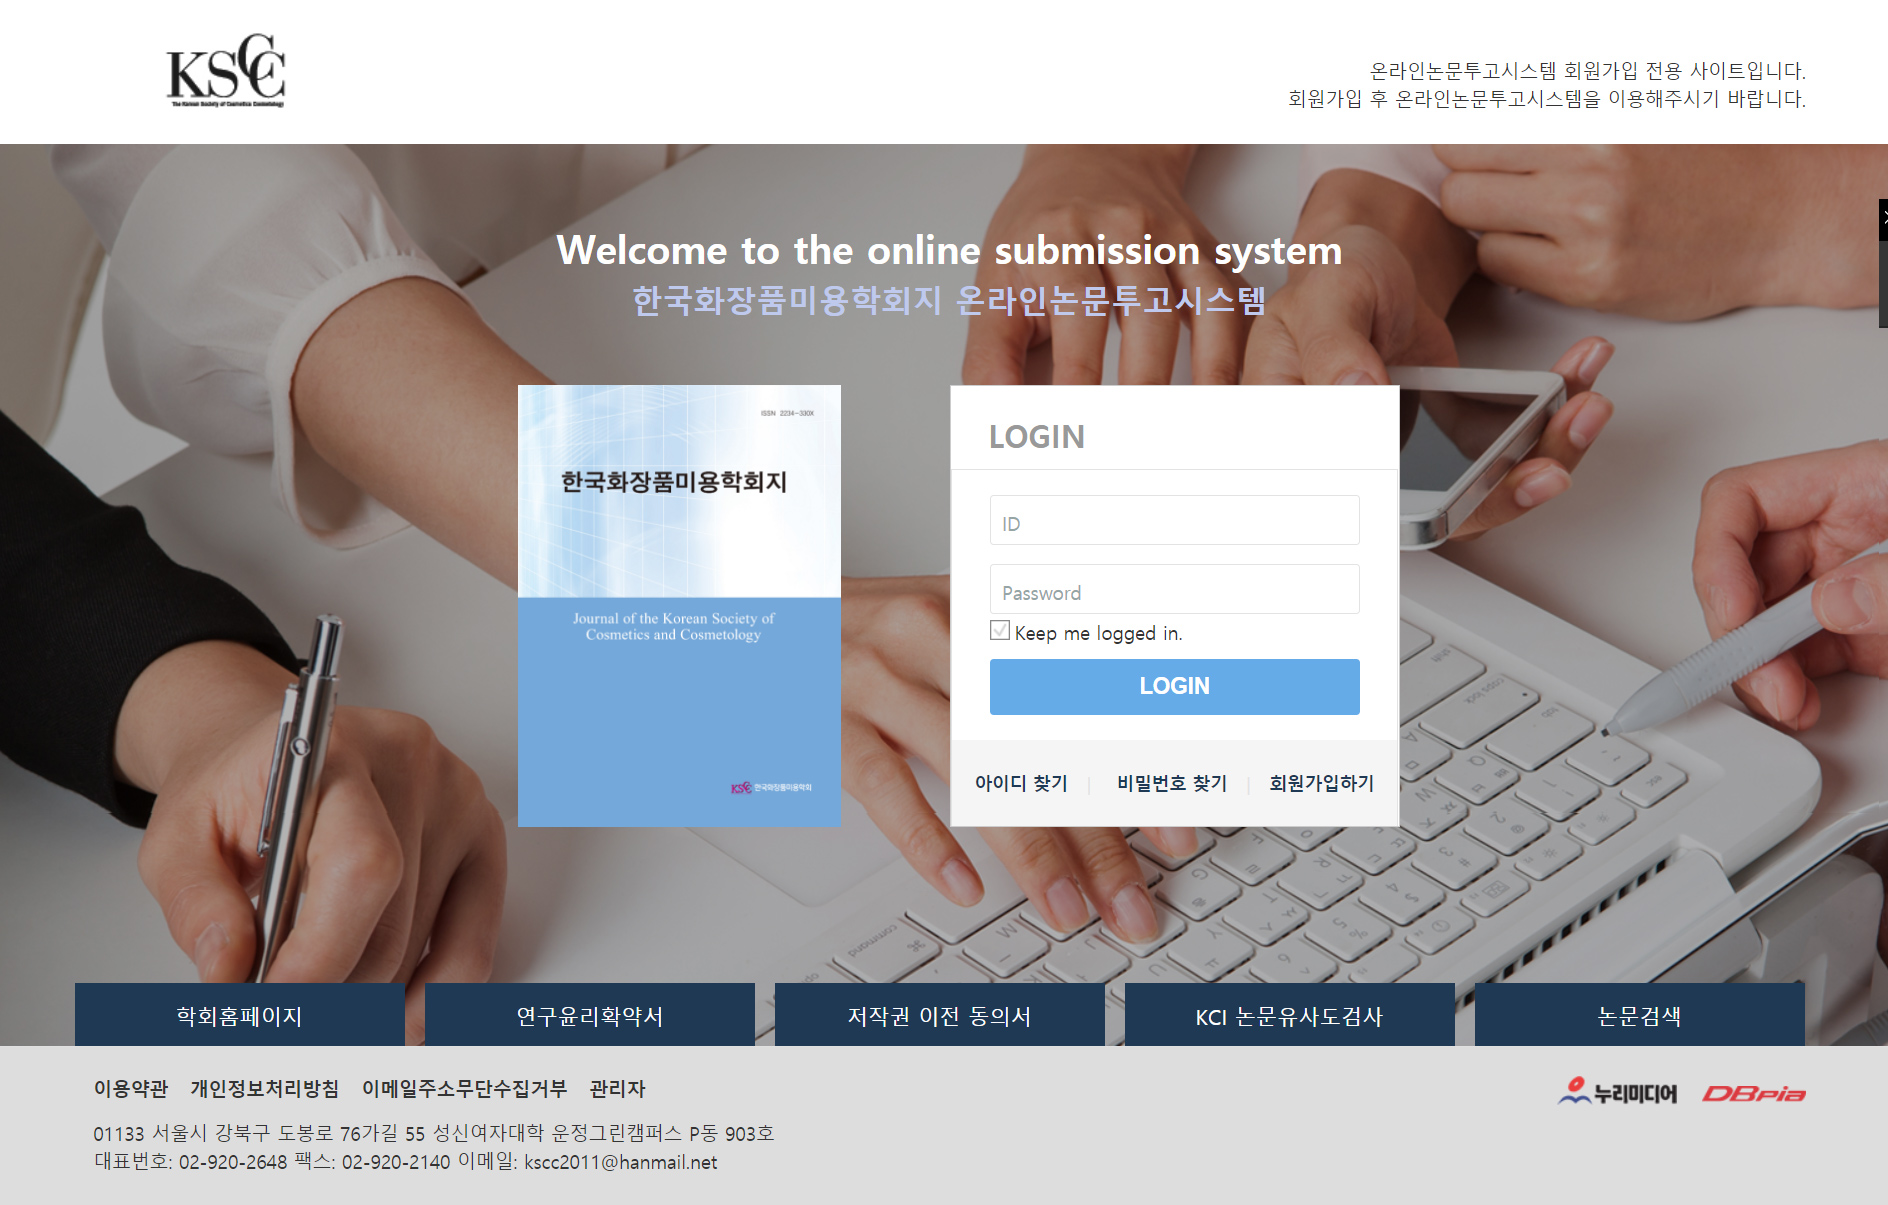 KSCCC
The Korean Society of Cosmetics Cosmetology
온라인논문투고시스템 회원가입 전용 사이트입니다.
회원가입 후 온라인논문투고시스템을 이용해주시기 바랍니다.
Welcome to the online submission system
한국화장품미용학회지 온라인논문투고시스템
ISSN 2234-330X
한국화장품미용학회지
Journal of the Korean Society of
Cosmetics and Cosmetology
KSCC 한국화장품미용학회
LOGIN
ID
Password
Keep me logged in.
LOGIN
아이디 찾기 | 비밀번호 찾기 | 회원가입하기
command
caps lock
tab
학회홈페이지
연구윤리확약서
저작권 이전 동의서
KCI 논문유사도검사
논문검색
이용약관 개인정보처리방침 이메일주소무단수집거부 관리자
누리미디어 DBpia
01133 서울시 강북구 도봉로 76가길 55 성신여자대학 운정그린캠퍼스 P동 903호
대표번호: 02-920-2648 팩스: 02-920-2140 이메일: kscc2011@hanmail.net